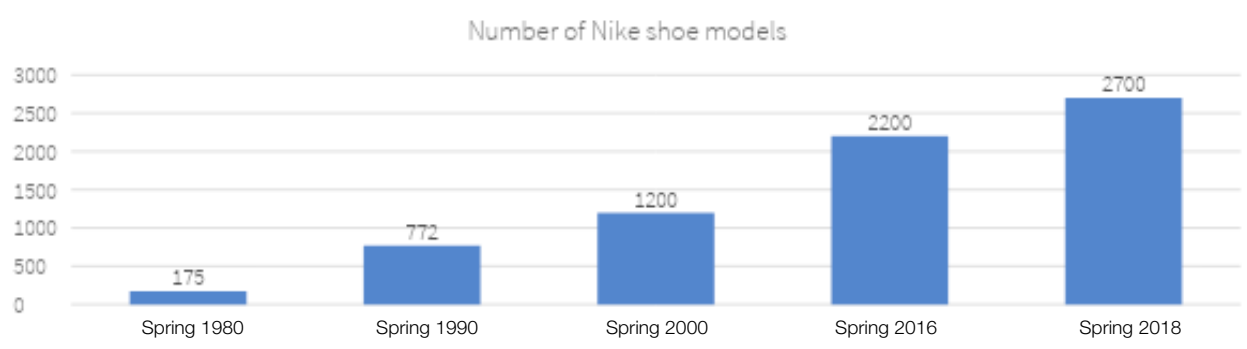 Number of Nike shoe models
3000
2500
2000
1500
1000
500
0
175
772
1200
2200
2700
Spring 1980
Spring 1990
Spring 2000
Spring 2016
Spring 2018